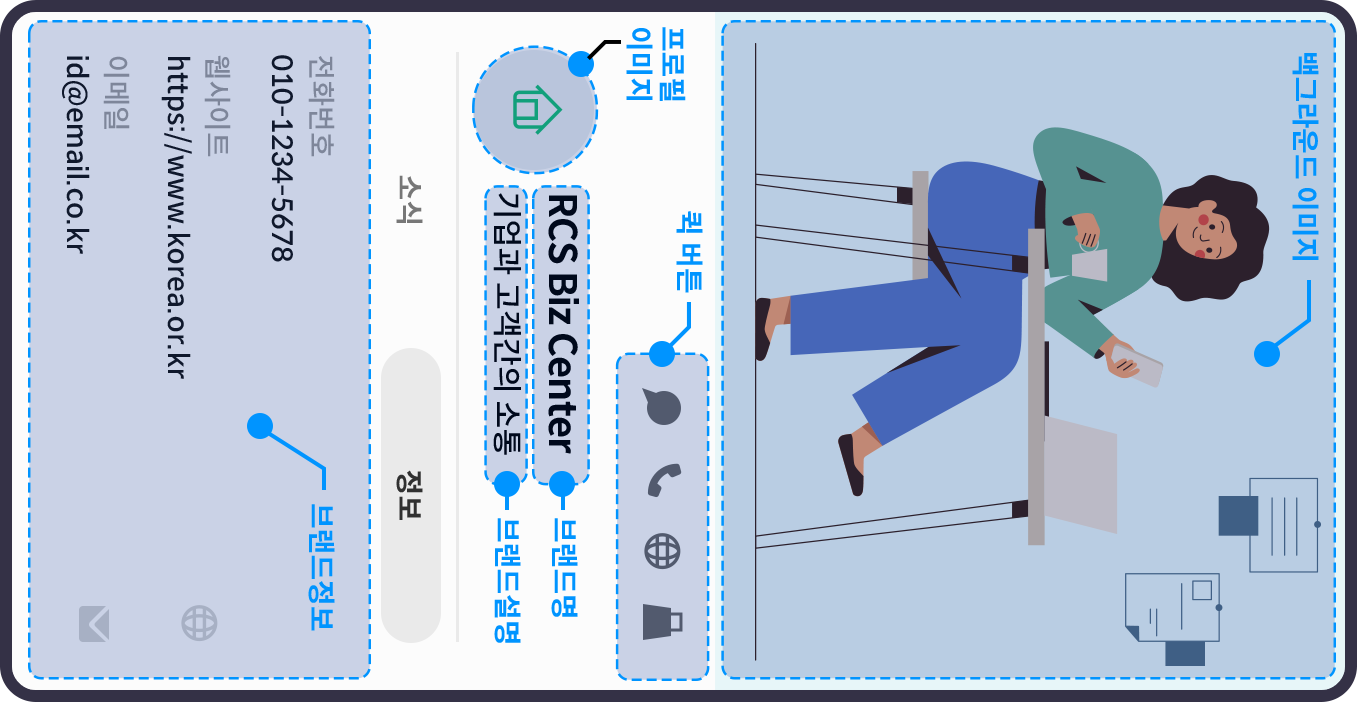 백그라운드 이미지
퀵 버튼
프로필
이미지
RCS Biz Center
브랜드명
기업과 고객간의 소통
브랜드설명
소식
정보
전화번호
010-1234-5678
웹사이트
https://www.korea.or.kr
이메일
id@email.co.kr
브랜드정보